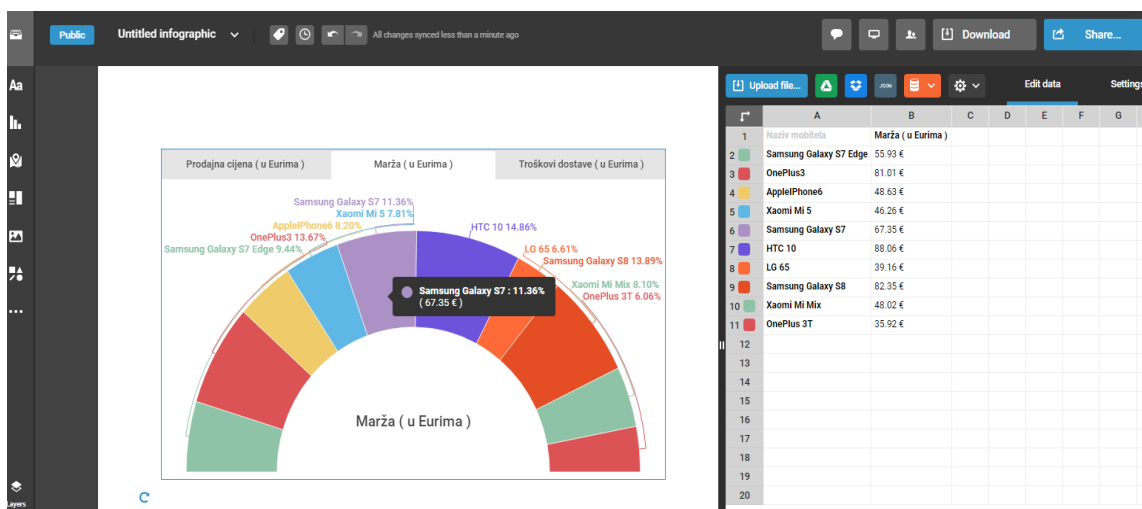 Public
Untitled infographic
All changes synced less than a minute ago
Download
Share...
Aa
Layers
Prodajna cijena ( u Eurima )
Marža ( u Eurima )
Troškovi dostave ( u Eurima )
Samsung Galaxy S7 11.36%
Xaomi Mi 5 7.81%
AppleIPhone6 8.20%
OnePlus3 13.67%
Samsung Galaxy S7 Edge 9.44%
HTC 10 14.86%
LG 65 6.61%
Samsung Galaxy S8 13.89%
Xaomi Mi Mix 8.10%
OnePlus 3T 6.06%
Samsung Galaxy S7 : 11.36%
( 67.35 € )
Marža ( u Eurima )
Upload file...
JSON
Edit data
Settings
A B C D E F G
1 Naziv mobitela Marža ( u Eurima )
2 Samsung Galaxy S7 Edge 55.93 €
3 OnePlus3 81.01 €
4 AppleIPhone6 48.63 €
5 Xaomi Mi 5 46.26 €
6 Samsung Galaxy S7 67.35 €
7 HTC 10 88.06 €
8 LG 65 39.16 €
9 Samsung Galaxy S8 82.35 €
10 Xaomi Mi Mix 48.02 €
11 OnePlus 3T 35.92 €
12
13
14
15
16
17
18
19
20